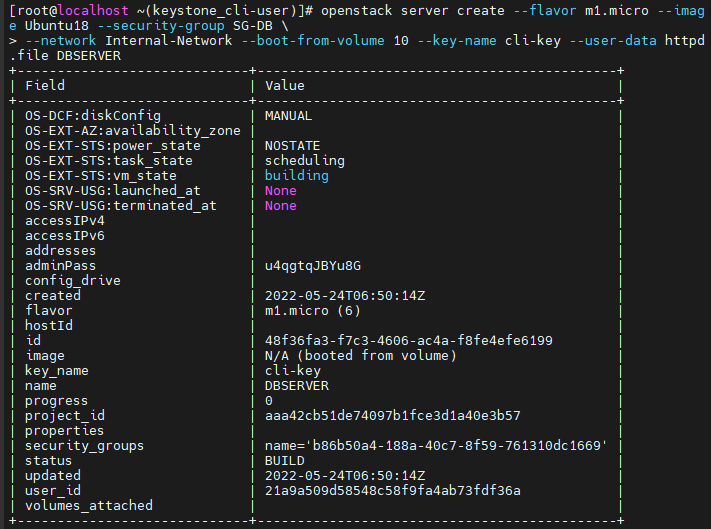 [root@localhost ~(keystone_cli-user)]# openstack server create --flavor m1.micro --imag
e Ubuntu18 --security-group SG-DB \
> --network Internal-Network --boot-from-volume 10 --key-name cli-key --user-data httpd
.file DBSERVER
+-----------------------------+---------------------------------------------+
| Field                       | Value                                       |
+-----------------------------+---------------------------------------------+
| OS-DCF:diskConfig           | MANUAL                                      |
| OS-EXT-AZ:availability_zone |                                             |
| OS-EXT-STS:power_state      | NOSTATE                                     |
| OS-EXT-STS:task_state       | scheduling                                  |
| OS-EXT-STS:vm_state         | building                                    |
| OS-SRV-USG:launched_at      | None                                        |
| OS-SRV-USG:terminated_at    | None                                        |
| accessIPv4                  |                                             |
| accessIPv6                  |                                             |
| addresses                   |                                             |
| adminPass                   | u4qgtqJBYu8G                                |
| config_drive                |                                             |
| created                     | 2022-05-24T06:50:14Z                        |
| flavor                      | m1.micro (6)                                |
| hostId                      |                                             |
| id                          | 48f36fa3-f7c3-4606-ac4a-f8fe4efe6199        |
| image                       | N/A (booted from volume)                    |
| key_name                    | cli-key                                     |
| name                        | DBSERVER                                    |
| progress                    | 0                                           |
| project_id                  | aaa42cb51de74097b1fce3d1a40e3b57            |
| properties                  |                                             |
| security_groups             | name='b86b50a4-188a-40c7-8f59-761310dc1669' |
| status                      | BUILD                                       |
| updated                     | 2022-05-24T06:50:14Z                        |
| user_id                     | 21a9a509d58548c58f9fa4ab73fdf36a            |
| volumes_attached            |                                             |
+-----------------------------+---------------------------------------------+